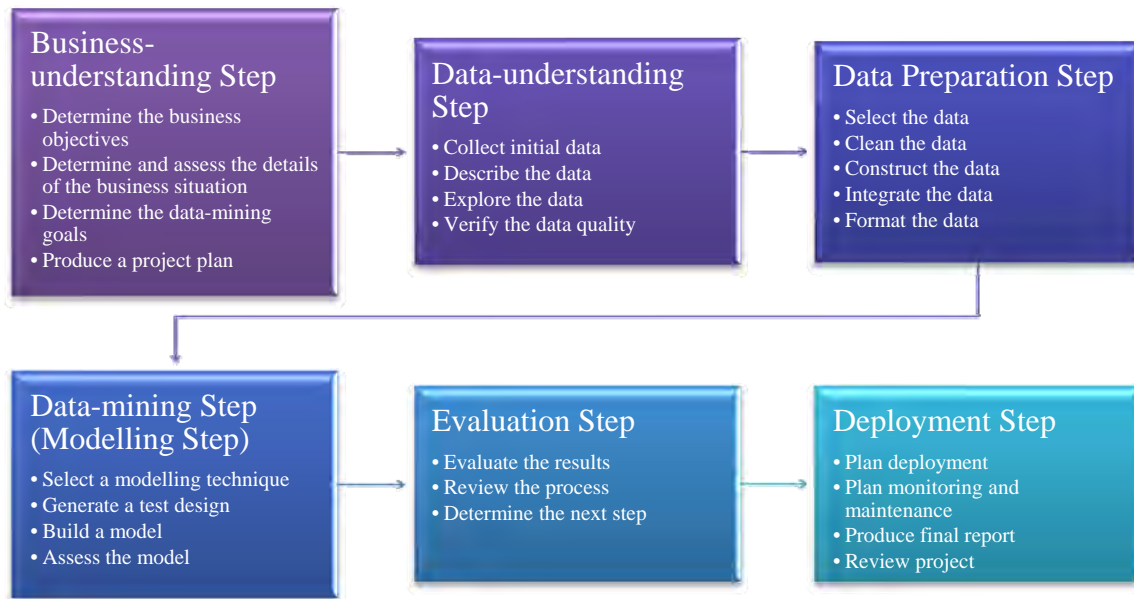 Business-
understanding Step
• Determine the business
objectives
• Determine and assess the details
of the business situation
• Determine the data-mining
goals
• Produce a project plan
Data-understanding
Step
• Collect initial data
• Describe the data
• Explore the data
• Verify the data quality
Data Preparation Step
• Select the data
• Clean the data
• Construct the data
• Integrate the data
• Format the data
Data-mining Step
(Modelling Step)
• Select a modelling technique
• Generate a test design
• Build a model
• Assess the model
Evaluation Step
• Evaluate the results
• Review the process
• Determine the next step
Deployment Step
• Plan deployment
• Plan monitoring and
maintenance
• Produce final report
• Review project